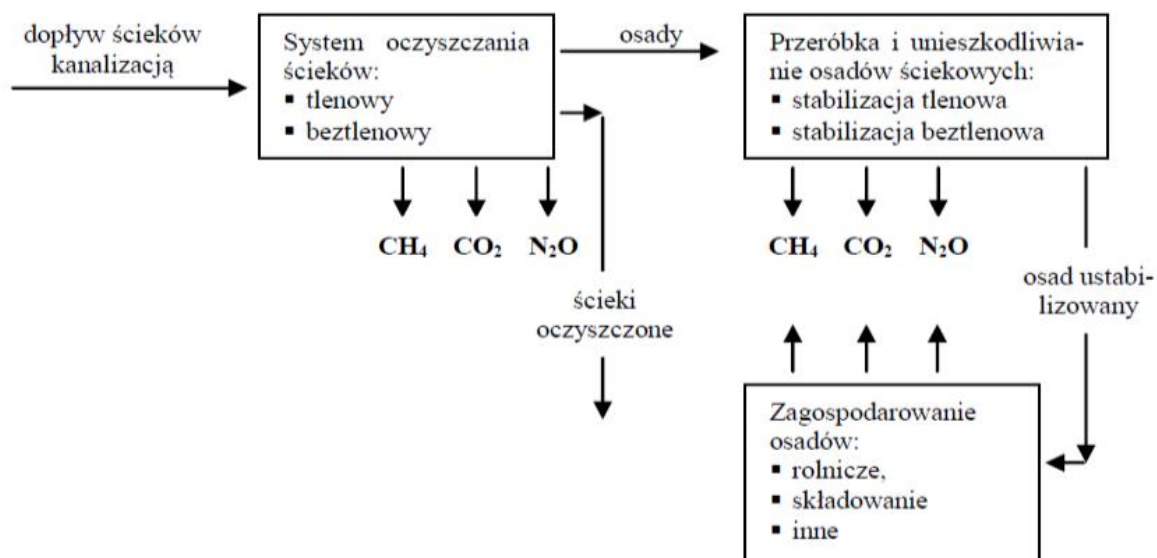 dopływ ścieków
kanalizacją
System oczyszczania
ścieków:
▪ tlenowy
▪ beztlenowy
osady
Przeróbka i unieszkodliwia-
nie osadów ściekowych:
▪ stabilizacja tlenowa
▪ stabilizacja beztlenowa
CH₄ CO₂ N₂O
ścieki
oczyszczone
CH₄ CO₂ N₂O
osad ustabi-
lizowany
Zagospodarowanie
osadów:
▪ rolnicze,
▪ składowanie
▪ inne